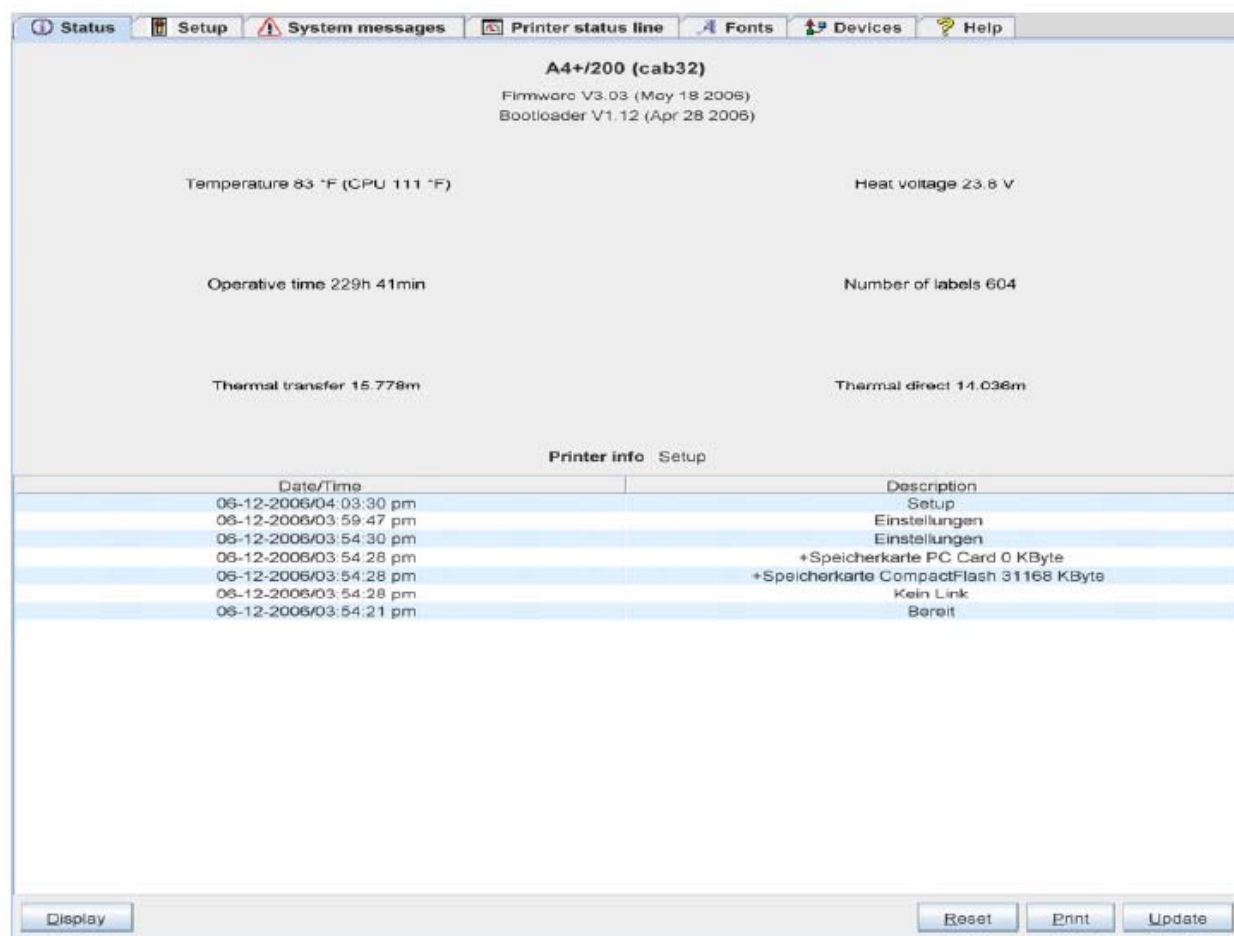 Status Setup System messages Printer status line Fonts Devices Help
A4+/200 (cab32)
Firmware V3.03 (May 18 2006)
Bootloader V1.12 (Apr 28 2006)
Temperature 83 °F (CPU 111 °F) Heat voltage 23.8 V
Operative time 229h 41min Number of labels 604
Thermal transfer 15.778m Thermal direct 14.036m
Printer info Setup
Date/Time Description
06-12-2006/04:03:30 pm Setup
06-12-2006/03:59:47 pm Einstellungen
06-12-2006/03:54:30 pm Einstellungen
06-12-2006/03:54:28 pm +Speicherkarte PC Card 0 KByte
06-12-2006/03:54:28 pm +Speicherkarte CompactFlash 31168 KByte
06-12-2006/03:54:28 pm Kein Link
06-12-2006/03:54:21 pm Bereit
Display Reset Print Update